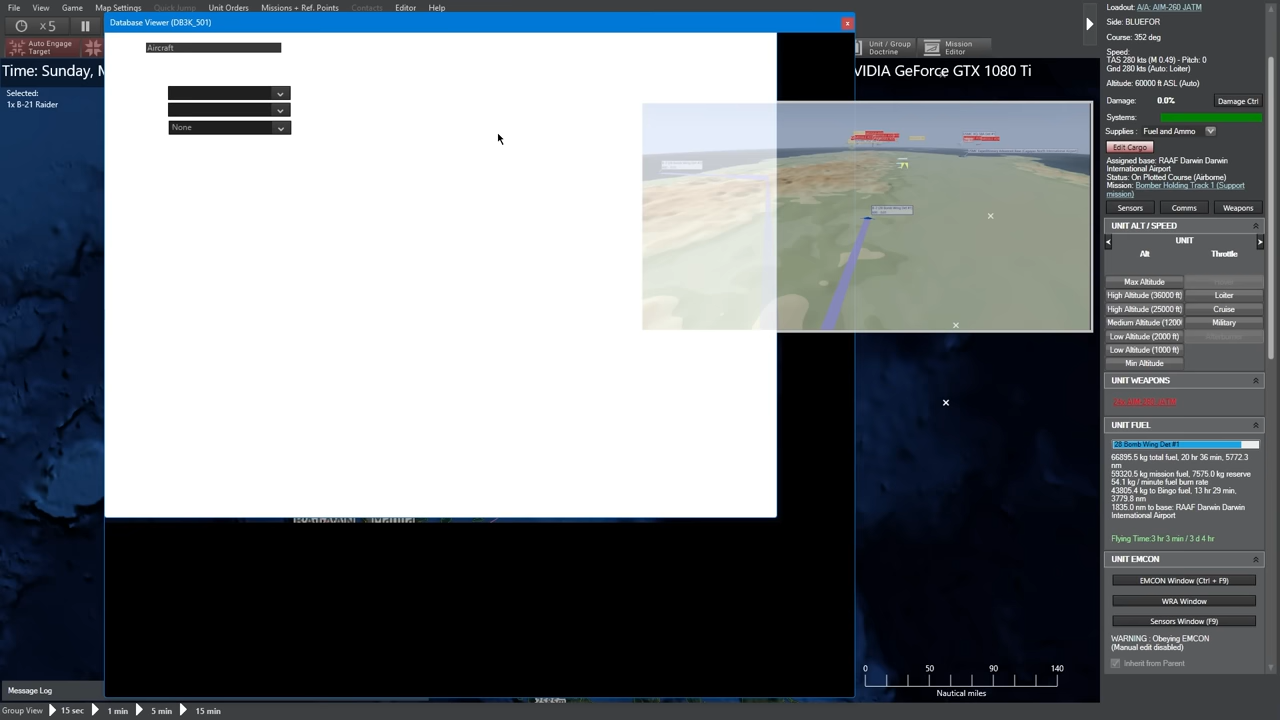 File View Game Map Settings Quick Jump Unit Orders Missions + Ref. Points Contacts Editor Help
Database Viewer (DB3K_501)
x 5
Auto Engage
Target
Unit / Group
Doctrine
Mission
Editor
Aircraft
Time: Sunday, M
VIDIA GeForce GTX 1080 Ti
Selected:
1x B-21 Raider
None
Loadout: A/A: AIM-260 JATM
Side: BLUEFOR
Course: 352 deg
Speed:
TAS 280 kts (M 0.49) - Pitch: 0
Gnd 280 kts (Auto: Loiter)
Altitude: 60000 ft ASL (Auto)
Damage: 0.0% Damage Ctrl
Systems:
Supplies : Fuel and Ammo
Edit Cargo
Assigned base: RAAF Darwin Darwin
International Airport
Status: On Plotted Course (Airborne)
Mission: Bomber Holding Track 1 (Support
mission)
Sensors Comms Weapons
UNIT ALT / SPEED
UNIT
Alt Throttle
Max Altitude
High Altitude (36000 ft) Loiter
High Altitude (25000 ft) Cruise
Medium Altitude (1200 Military
Low Altitude (2000 ft)
Low Altitude (1000 ft)
Min Altitude
UNIT WEAPONS
UNIT FUEL
28 Bomb Wing Det #1
66895.5 kg total fuel, 20 hr 36 min, 5772.3
nm
59320.5 kg mission fuel, 7575.0 kg reserve
54.1 kg / minute fuel burn rate
43805.4 kg to Bingo fuel, 13 hr 29 min,
3779.8 nm
1835.0 nm to base: RAAF Darwin Darwin
International Airport
Flying Time:3 hr 3 min / 3 d 4 hr
UNIT EMCON
EMCON Window (Ctrl + F9)
WRA Window
Sensors Window (F9)
WARNING : Obeying EMCON
(Manual edit disabled)
Inherit from Parent
0 50 90 140
Nautical miles
Message Log
Group View 15 sec 1 min 5 min 15 min